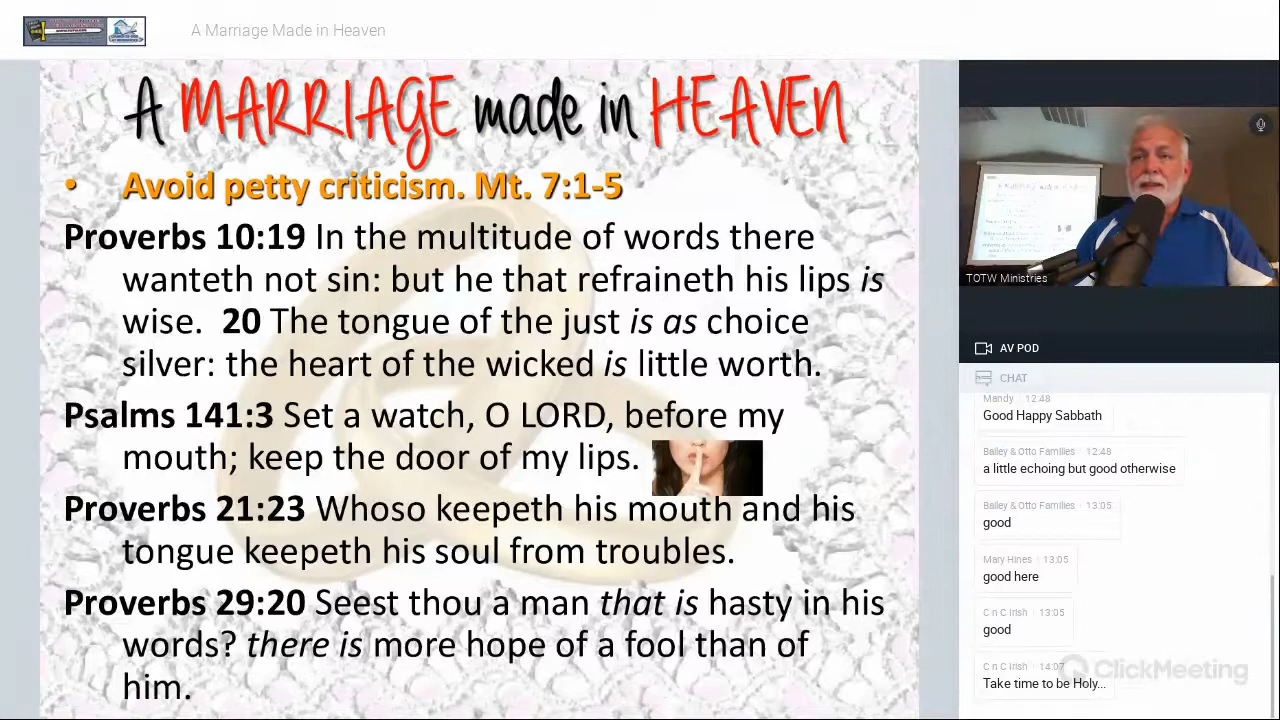 A Marriage Made in Heaven
A MARRIAGE made in HEAVEN
• Avoid petty criticism. Mt. 7:1-5
Proverbs 10:19 In the multitude of words there
wanteth not sin: but he that refraineth his lips is
wise. 20 The tongue of the just is as choice
silver: the heart of the wicked is little worth.
Psalms 141:3 Set a watch, O LORD, before my
mouth; keep the door of my lips.
Proverbs 21:23 Whoso keepeth his mouth and his
tongue keepeth his soul from troubles.
Proverbs 29:20 Seest thou a man that is hasty in his
words? there is more hope of a fool than of
him.
TOTW Ministries
AV POD
CHAT
Mandy · 12:48
Good Happy Sabbath
Bailey & Otto Families · 12:48
a little echoing but good otherwise
Bailey & Otto Families · 13:05
good
Mary Hines · 13:05
good here
C n C Irish · 13:05
good
C n C Irish · 14:07
Take time to be Holy...
ClickMeeting